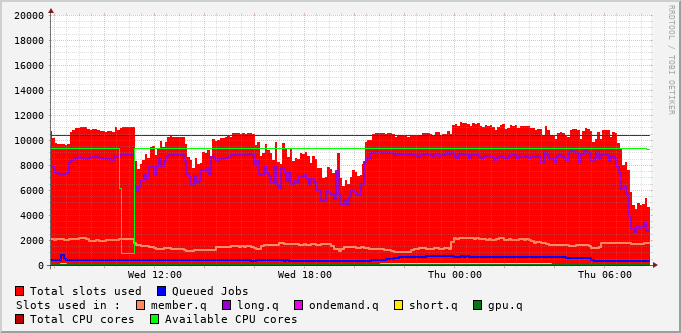 20000
18000
16000
14000
12000
10000
8000
6000
4000
2000
0
Wed 12:00 Wed 18:00 Thu 00:00 Thu 06:00
RRDTOOL / TOBI OETIKER
Total slots used Queued Jobs
Slots used in : member.q long.q ondemand.q short.q gpu.q
Total CPU cores Available CPU cores